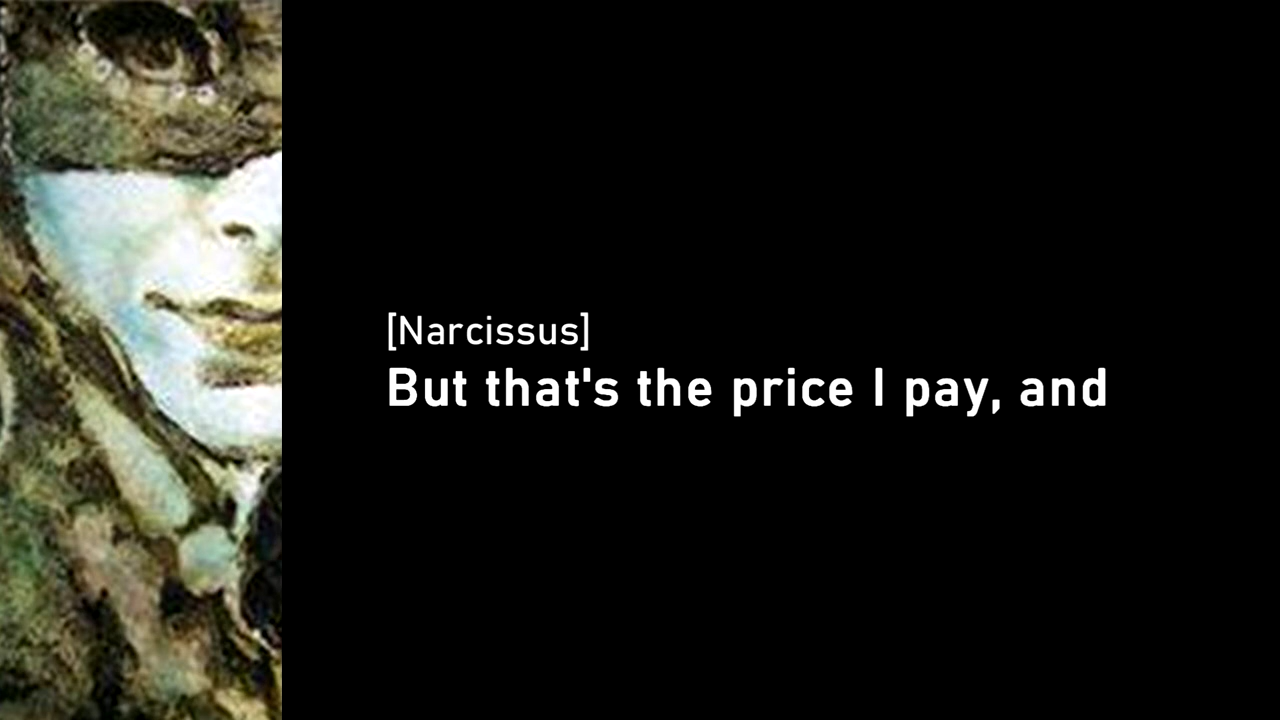 [Narcissus]
But that's the price I pay, and